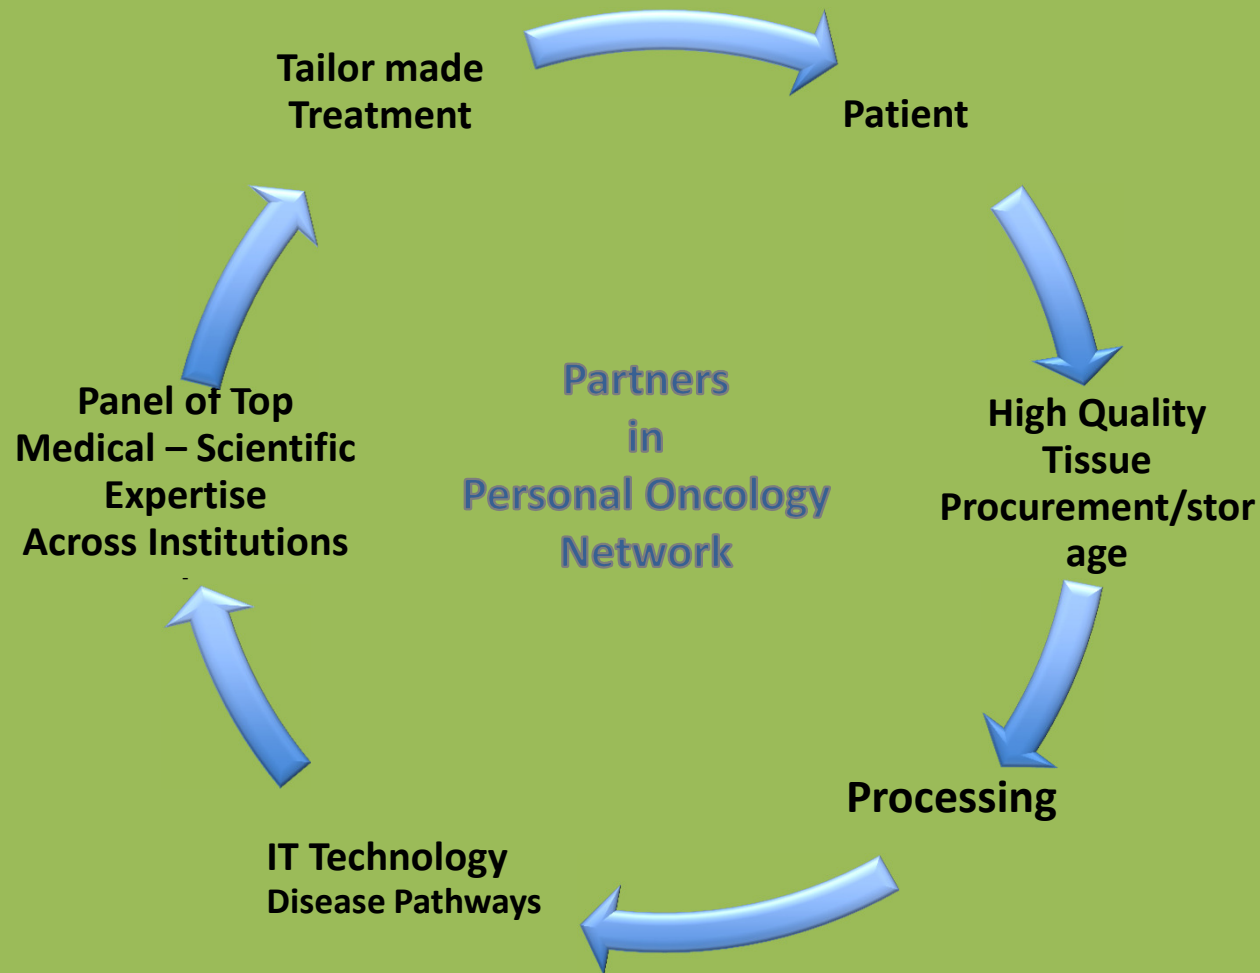 Tailor made
Treatment
Patient
Panel of Top
Medical – Scientific
Expertise
Across Institutions
-
Partners
in
Personal Oncology
Network
High Quality
Tissue
Procurement/stor
age
Processing
IT Technology
Disease Pathways